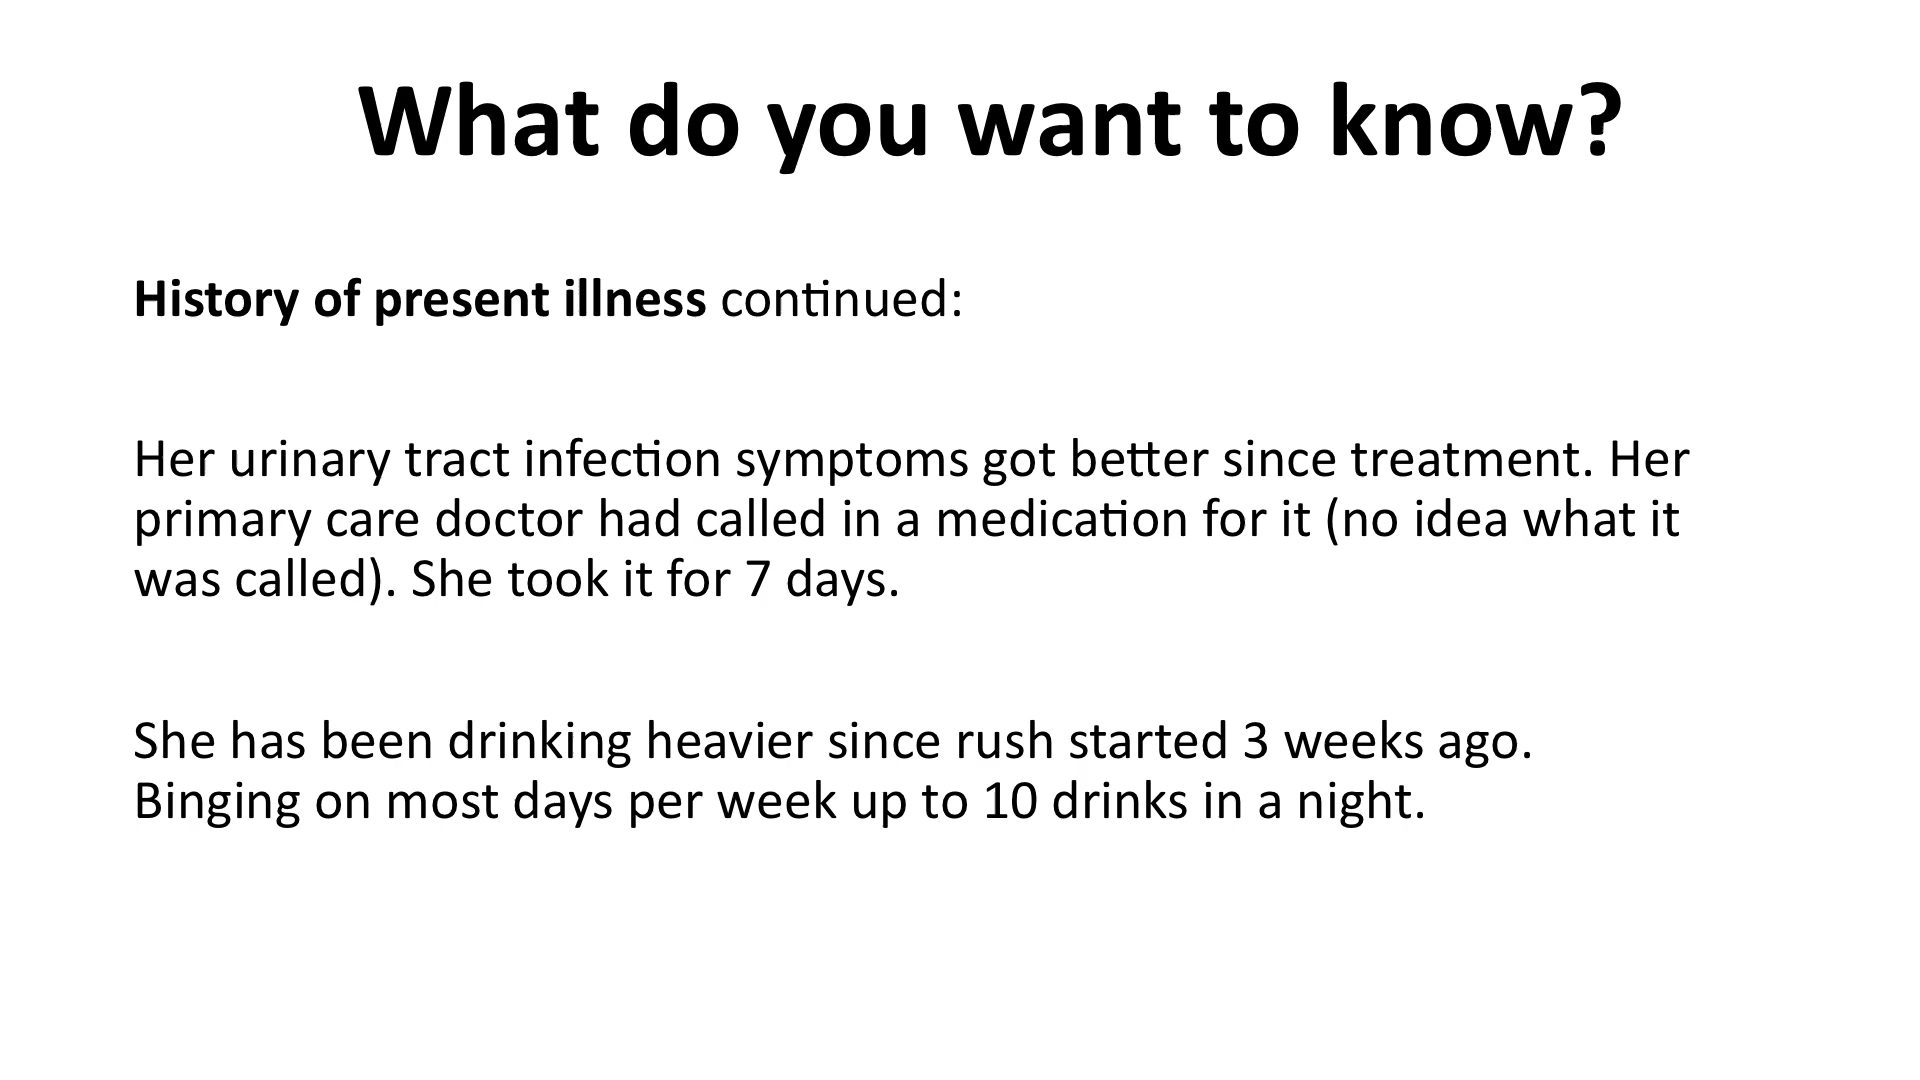 What do you want to know?
History of present illness continued:
Her urinary tract infection symptoms got better since treatment. Her
primary care doctor had called in a medication for it (no idea what it
was called). She took it for 7 days.
She has been drinking heavier since rush started 3 weeks ago.
Binging on most days per week up to 10 drinks in a night.